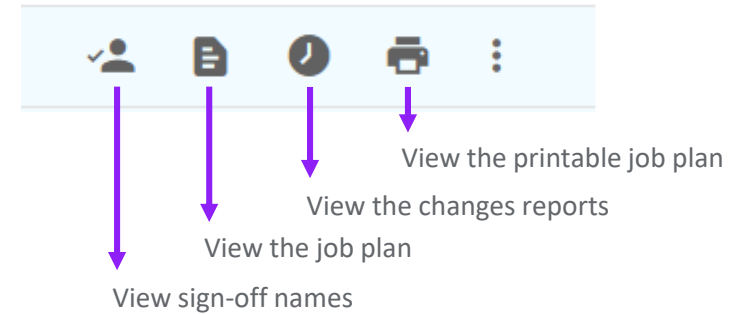 View the printable job plan
View the changes reports
View the job plan
View sign-off names